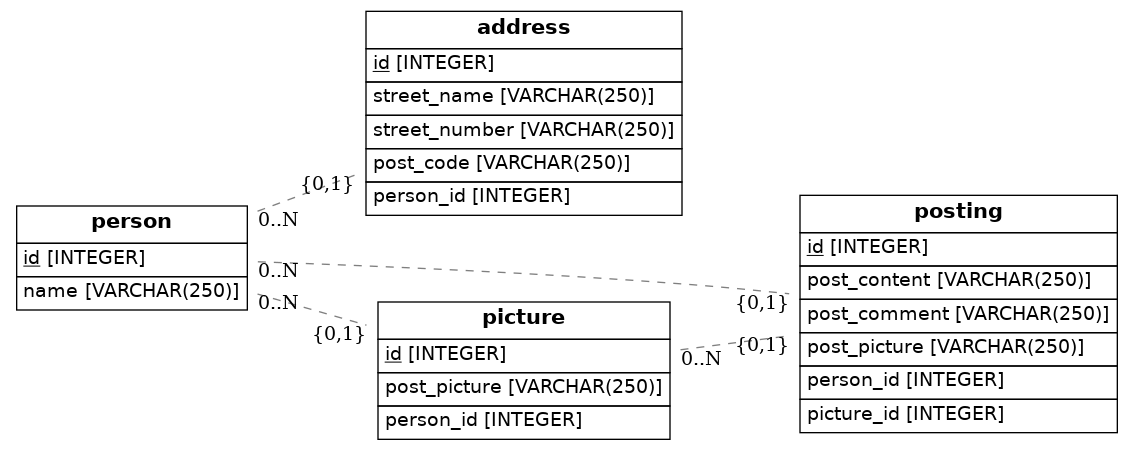 address
id [INTEGER]
street_name [VARCHAR(250)]
street_number [VARCHAR(250)]
post_code [VARCHAR(250)]
person_id [INTEGER]
{0,1}
0..N
person
id [INTEGER]
name [VARCHAR(250)]
0..N
{0,1}
0..N
{0,1}
picture
id [INTEGER]
post_picture [VARCHAR(250)]
person_id [INTEGER]
0..N
{0,1}
posting
id [INTEGER]
post_content [VARCHAR(250)]
post_comment [VARCHAR(250)]
post_picture [VARCHAR(250)]
person_id [INTEGER]
picture_id [INTEGER]